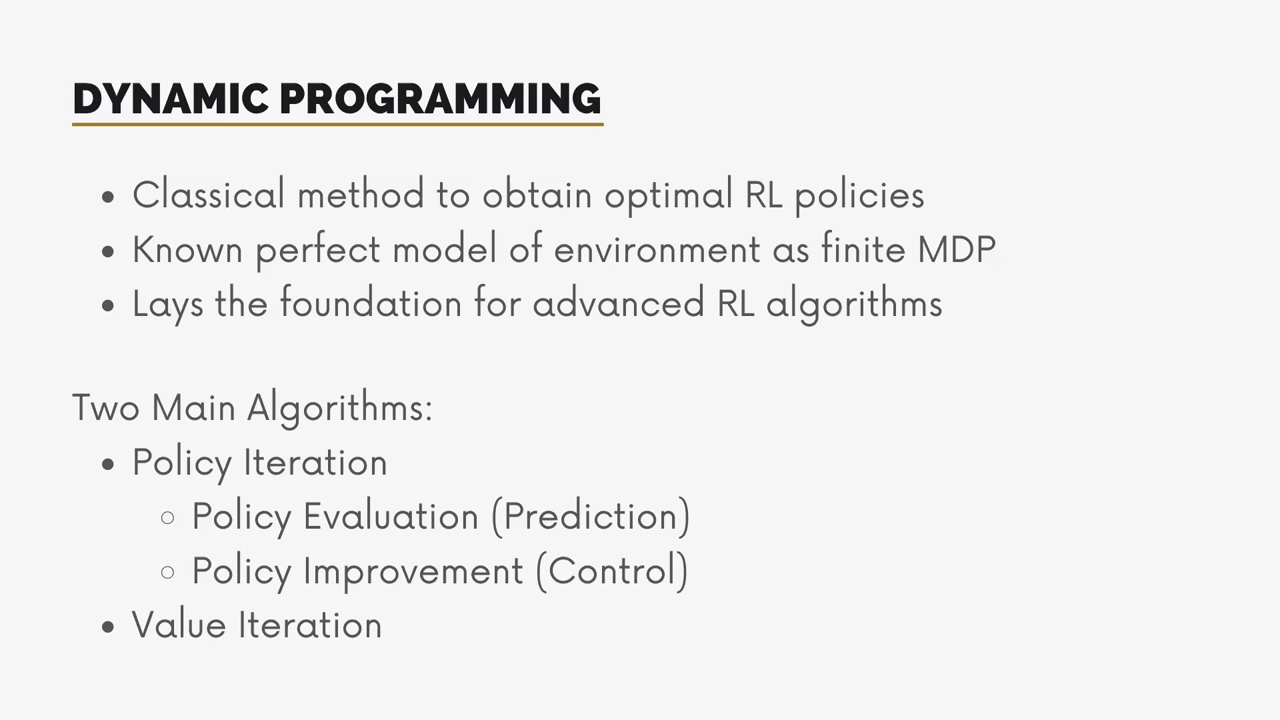 DYNAMIC PROGRAMMING
• Classical method to obtain optimal RL policies
• Known perfect model of environment as finite MDP
• Lays the foundation for advanced RL algorithms
Two Main Algorithms:
• Policy Iteration
○ Policy Evaluation (Prediction)
○ Policy Improvement (Control)
• Value Iteration